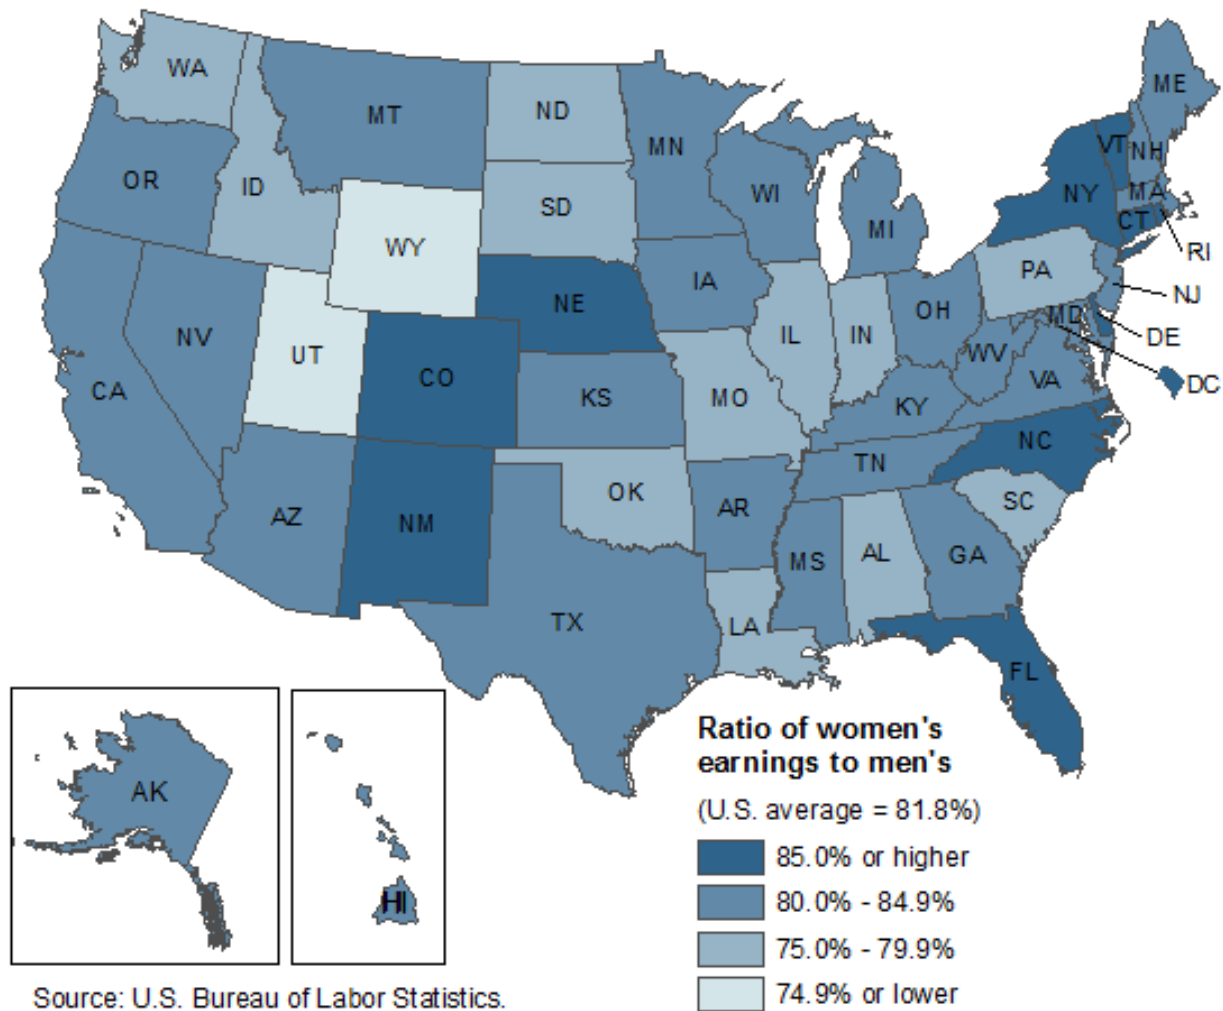 WA
MT
ND
MN
ME
VT
NH
OR
ID
SD
WI
MI
NY
MA
CT
RI
WY
NE
IA
PA
NJ
NV
UT
CO
IL
IN
OH
MD
DE
WV
VA
DC
CA
KS
MO
KY
NC
TN
AZ
NM
OK
AR
SC
MS
AL
GA
TX
LA
FL
AK
HI
Ratio of women's
earnings to men's
(U.S. average = 81.8%)
85.0% or higher
80.0% - 84.9%
75.0% - 79.9%
74.9% or lower
Source: U.S. Bureau of Labor Statistics.